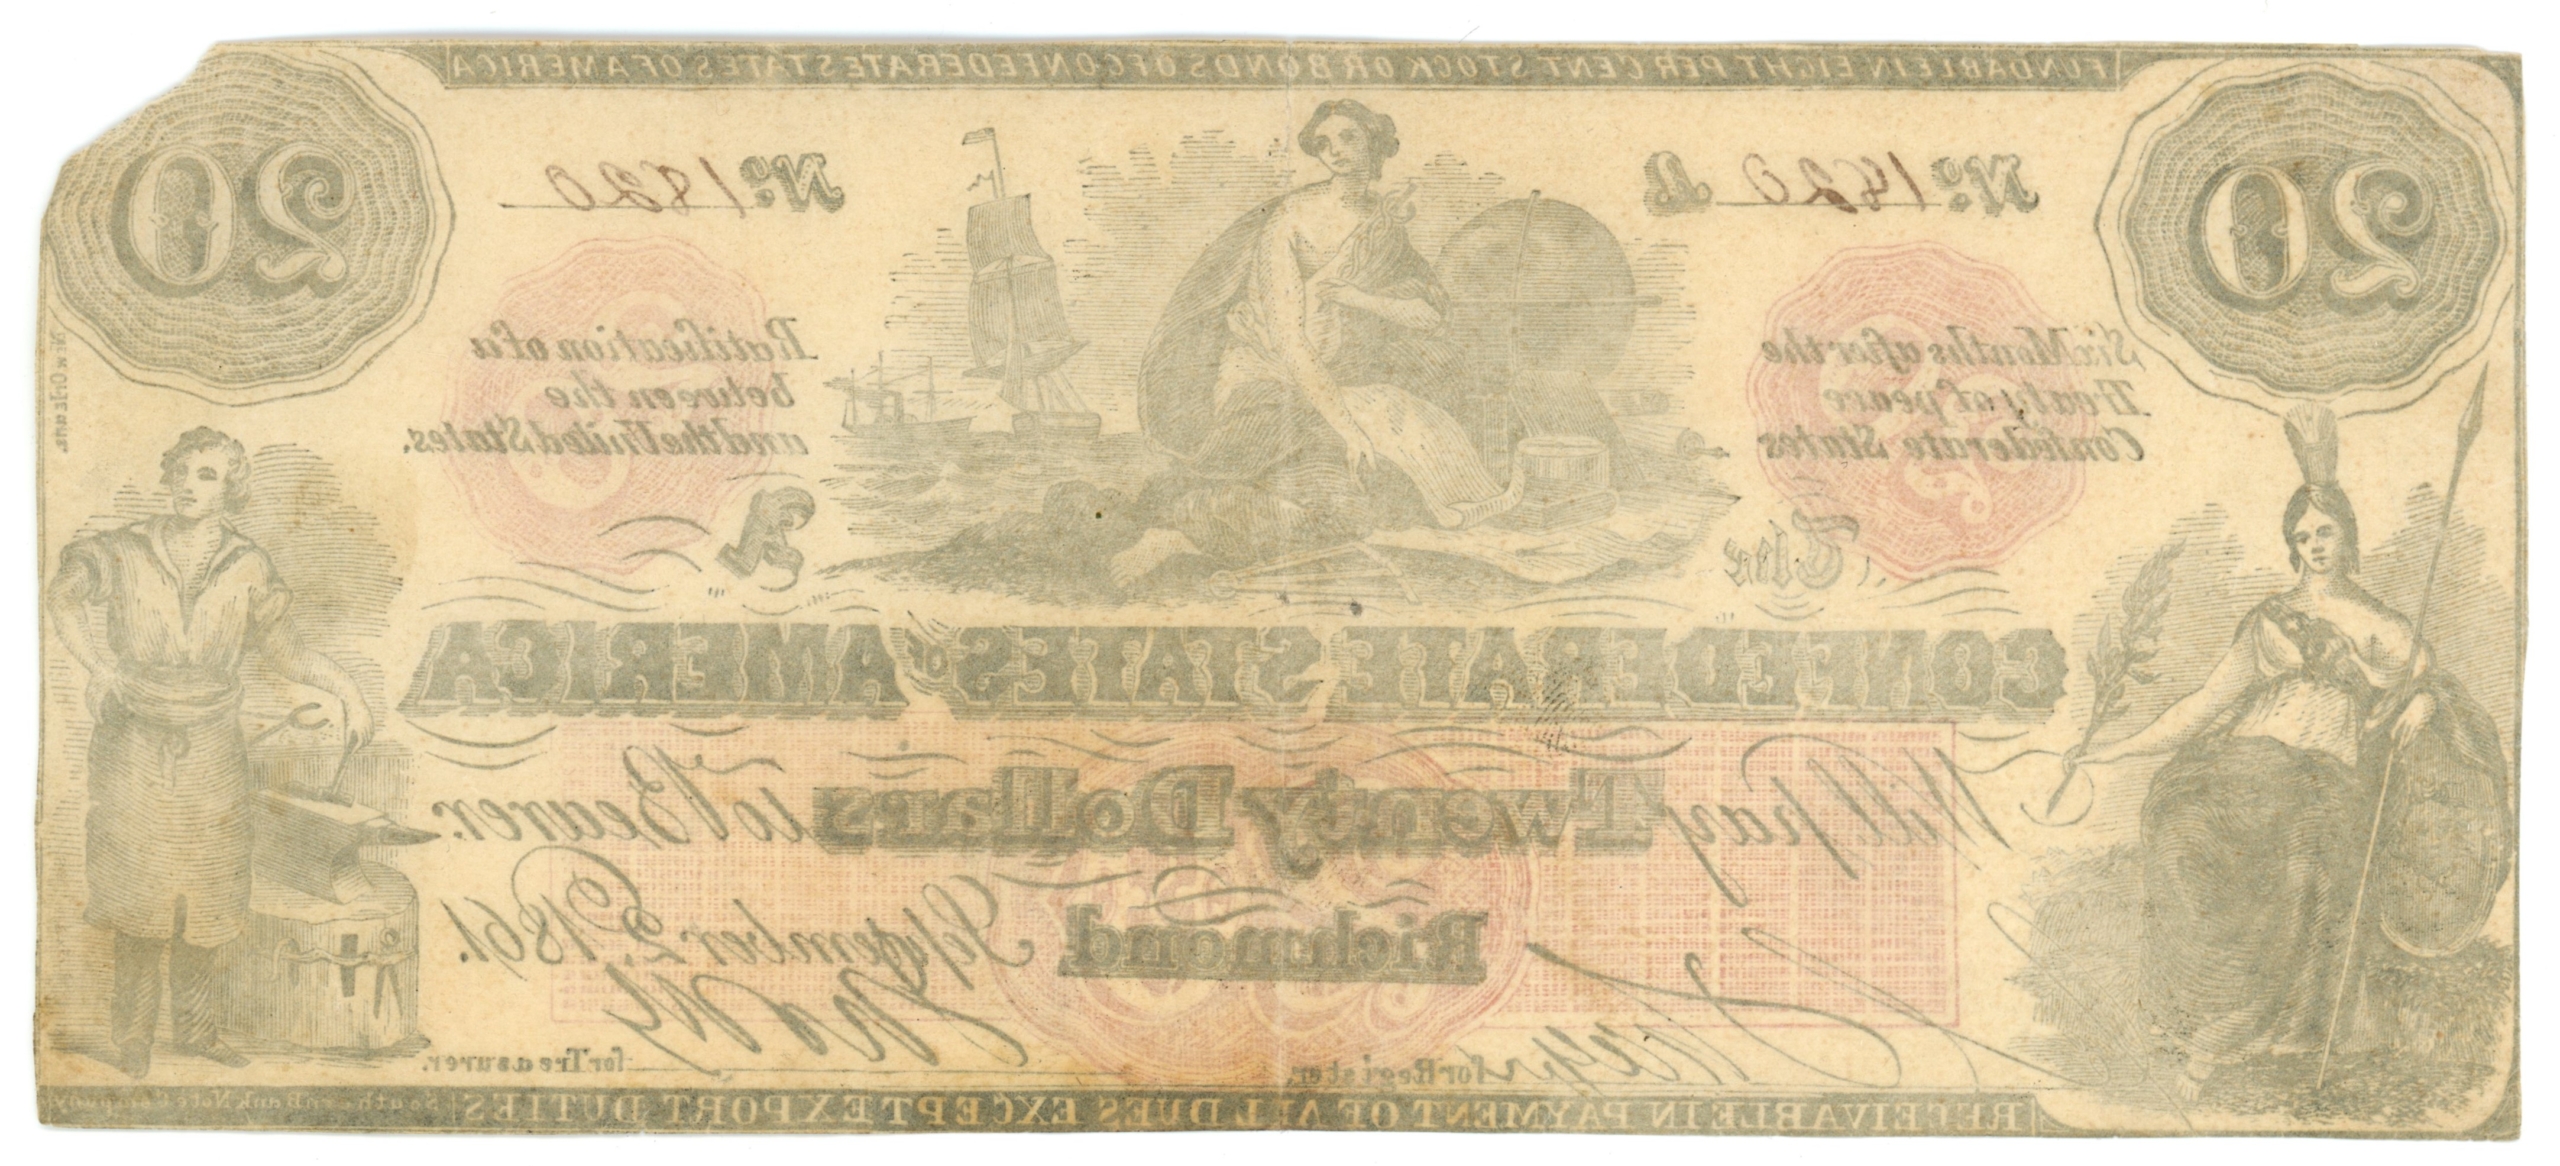 FUNDABLE IN EIGHT PER CENT STOCK OR BONDS OF CONFEDERATE STATES OF AMERICA
20
20
No. 1820 A
No. 1820
Six Months after the
Treaty of peace
Confederate States
Ratification of a
between the
and the United States.
The
CONFEDERATE STATES OF AMERICA
Will pay Twenty Dollars to Bearer.
Richmond September 2, 1861.
for Register,
for Treasurer.
RECEIVABLE IN PAYMENT OF ALL DUES EXCEPT EXPORT DUTIES
Southern Bank Note Company
New Orleans.